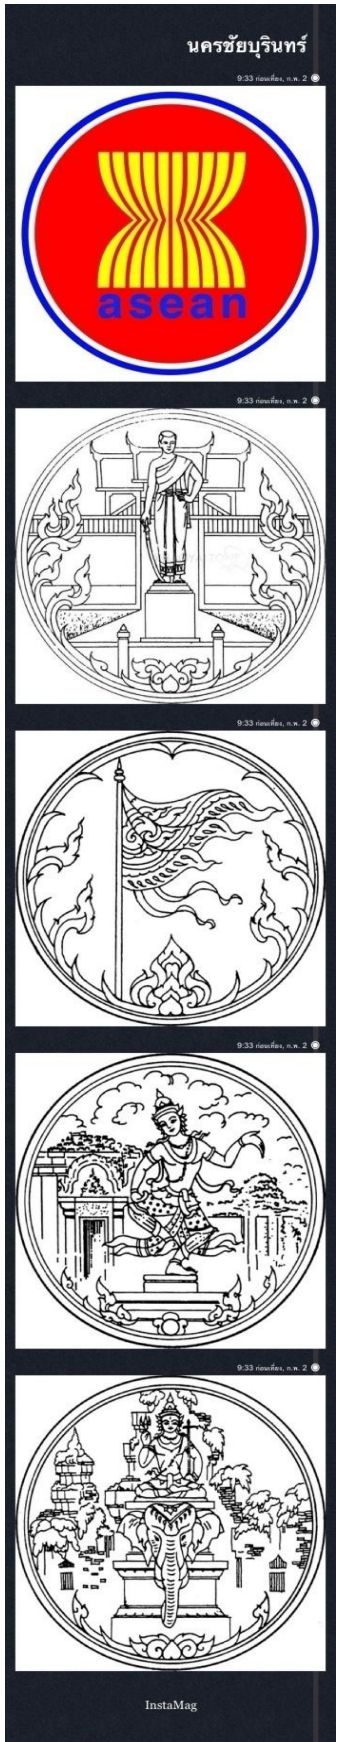 นครชัยบุรินทร์
9:33 ก่อนเที่ยง, ก.พ. 2
asean
9:33 ก่อนเที่ยง, ก.พ. 2
9:33 ก่อนเที่ยง, ก.พ. 2
9:33 ก่อนเที่ยง, ก.พ. 2
9:33 ก่อนเที่ยง, ก.พ. 2
InstaMag